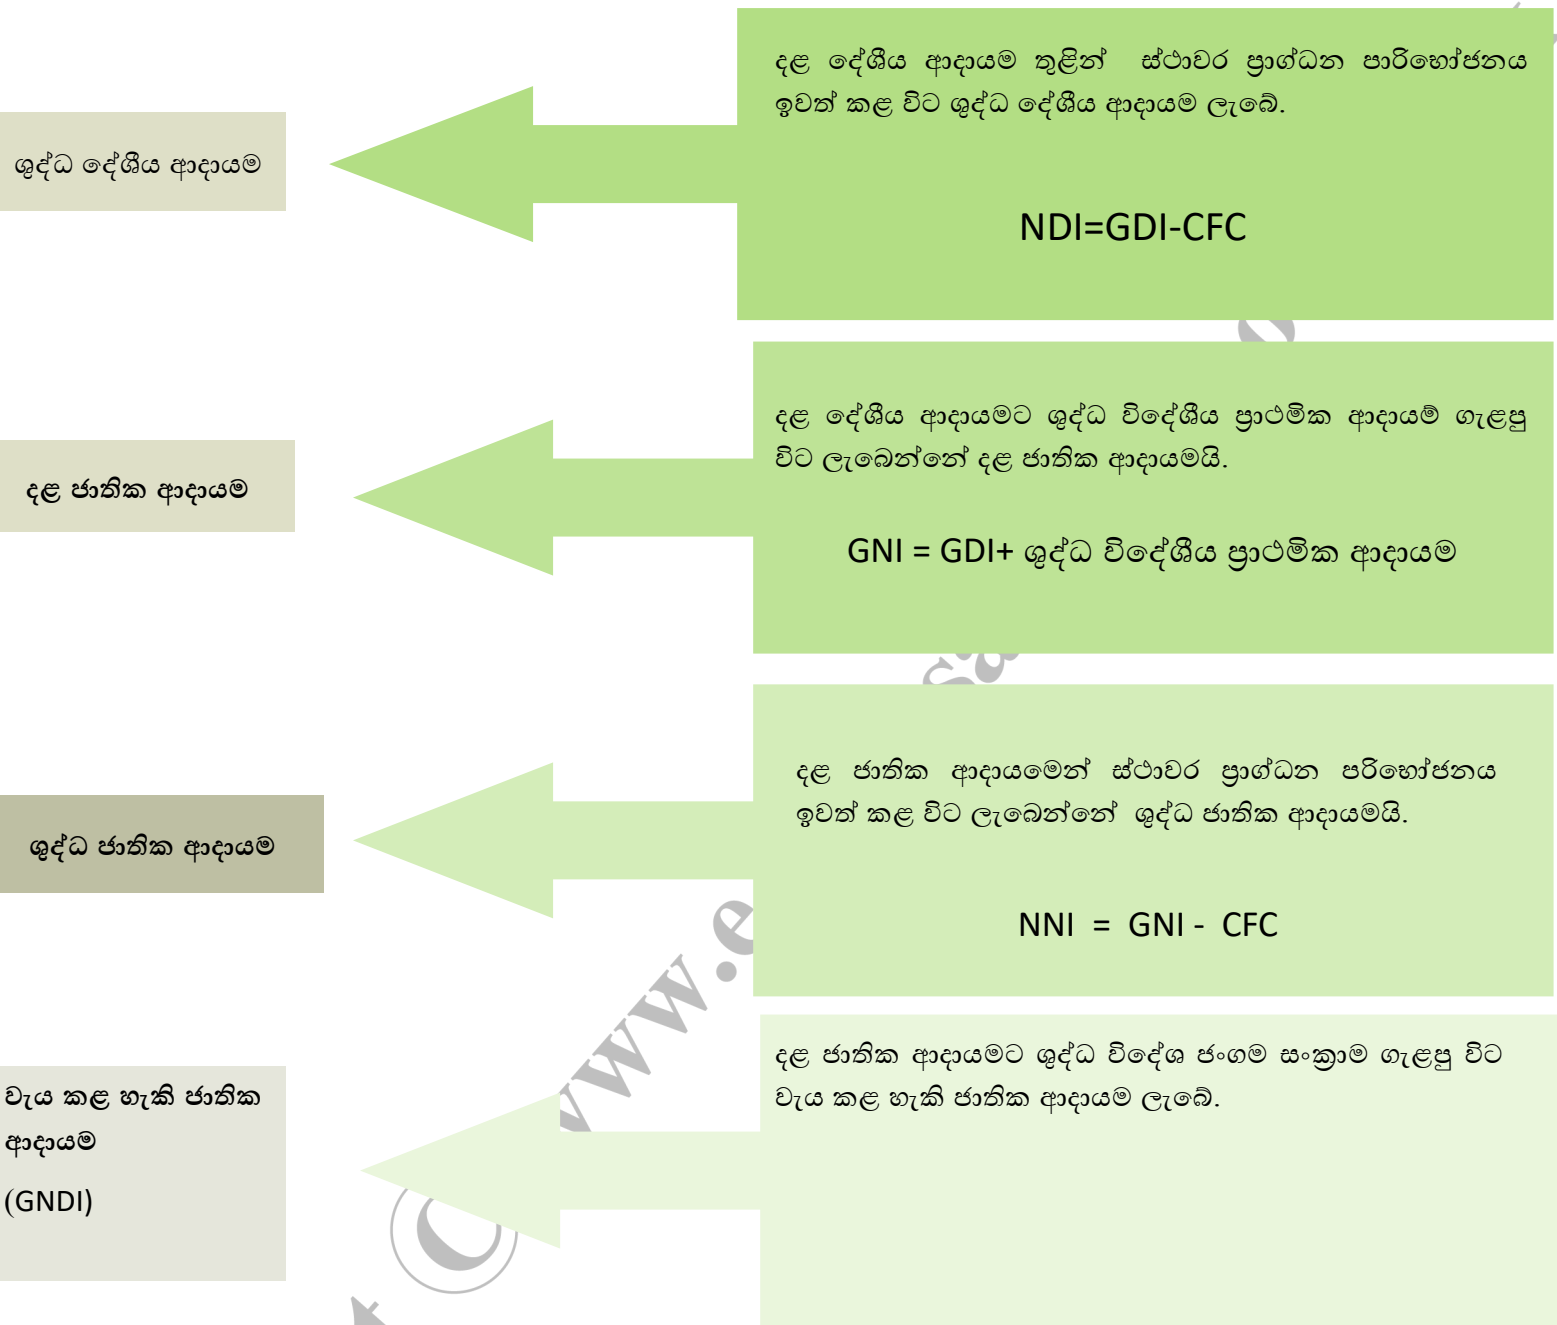 ශුද්ධ දේශීය ආදායම
දළ දේශීය ආදායම තුළින් ස්ථාවර ප්‍රාග්ධන පාරිභෝජනය
ඉවත් කළ විට ශුද්ධ දේශීය ආදායම ලැබේ.
NDI=GDI-CFC
දළ ජාතික ආදායම
දළ දේශීය ආදායමට ශුද්ධ විදේශීය ප්‍රාථමික ආදායම් ගැළපු
විට ලැබෙන්නේ දළ ජාතික ආදායමයි.
GNI = GDI+ ශුද්ධ විදේශීය ප්‍රාථමික ආදායම
ශුද්ධ ජාතික ආදායම
දළ ජාතික ආදායමෙන් ස්ථාවර ප්‍රාග්ධන පරිභෝජනය
ඉවත් කළ විට ලැබෙන්නේ ශුද්ධ ජාතික ආදායමයි.
NNI = GNI - CFC
වැය කළ හැකි ජාතික
ආදායම
(GNDI)
දළ ජාතික ආදායමට ශුද්ධ විදේශ ජංගම සංක්‍රාම ගැළපු විට
වැය කළ හැකි ජාතික ආදායම ලැබේ.